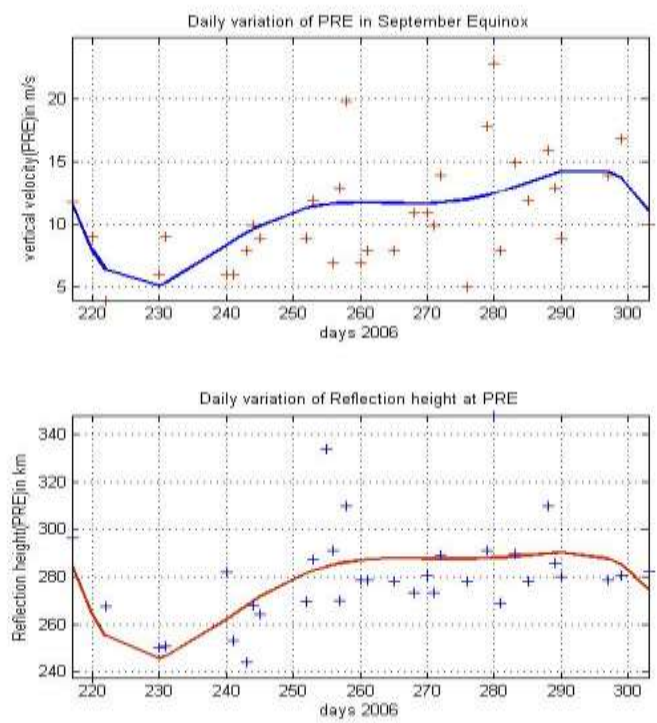 Daily variation of PRE in September Equinox
vertical velocity(PRE)in m/s
20
15
10
5
220 230 240 250 260 270 280 290 300
days 2006
Daily variation of Reflection height at PRE
Reflection height(PRE)in km
340
320
300
280
260
240
220 230 240 250 260 270 280 290 300
days 2006